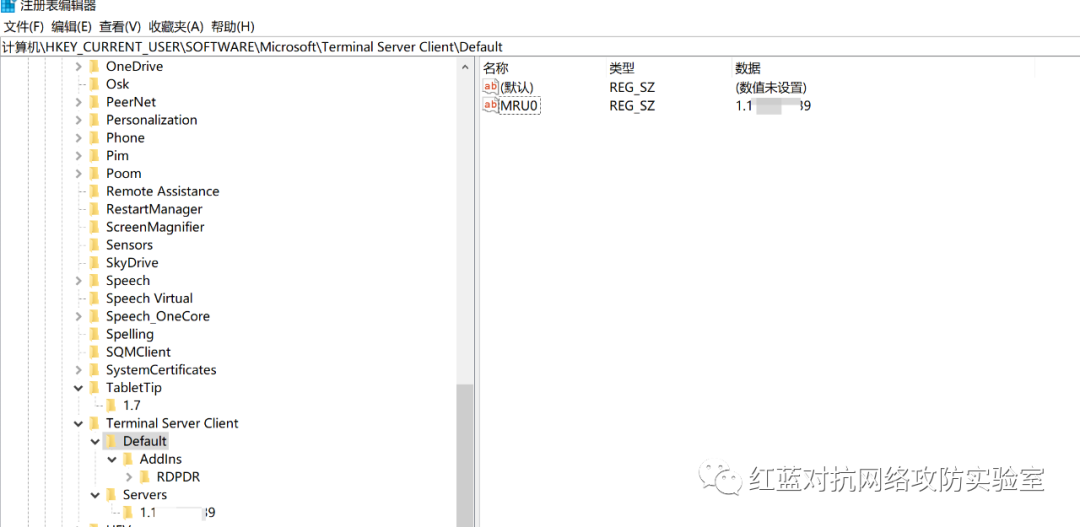 注册表编辑器
文件(F) 编辑(E) 查看(V) 收藏夹(A) 帮助(H)
计算机\HKEY_CURRENT_USER\SOFTWARE\Microsoft\Terminal Server Client\Default
OneDrive
Osk
PeerNet
Personalization
Phone
Pim
Poom
Remote Assistance
RestartManager
ScreenMagnifier
Sensors
SkyDrive
Speech
Speech Virtual
Speech_OneCore
Spelling
SQMClient
SystemCertificates
TabletTip
1.7
Terminal Server Client
Default
AddIns
RDPDR
Servers
1.1 39
名称 类型 数据
ab (默认) REG_SZ (数值未设置)
ab MRU0 REG_SZ 1.1 39
红蓝对抗网络攻防实验室